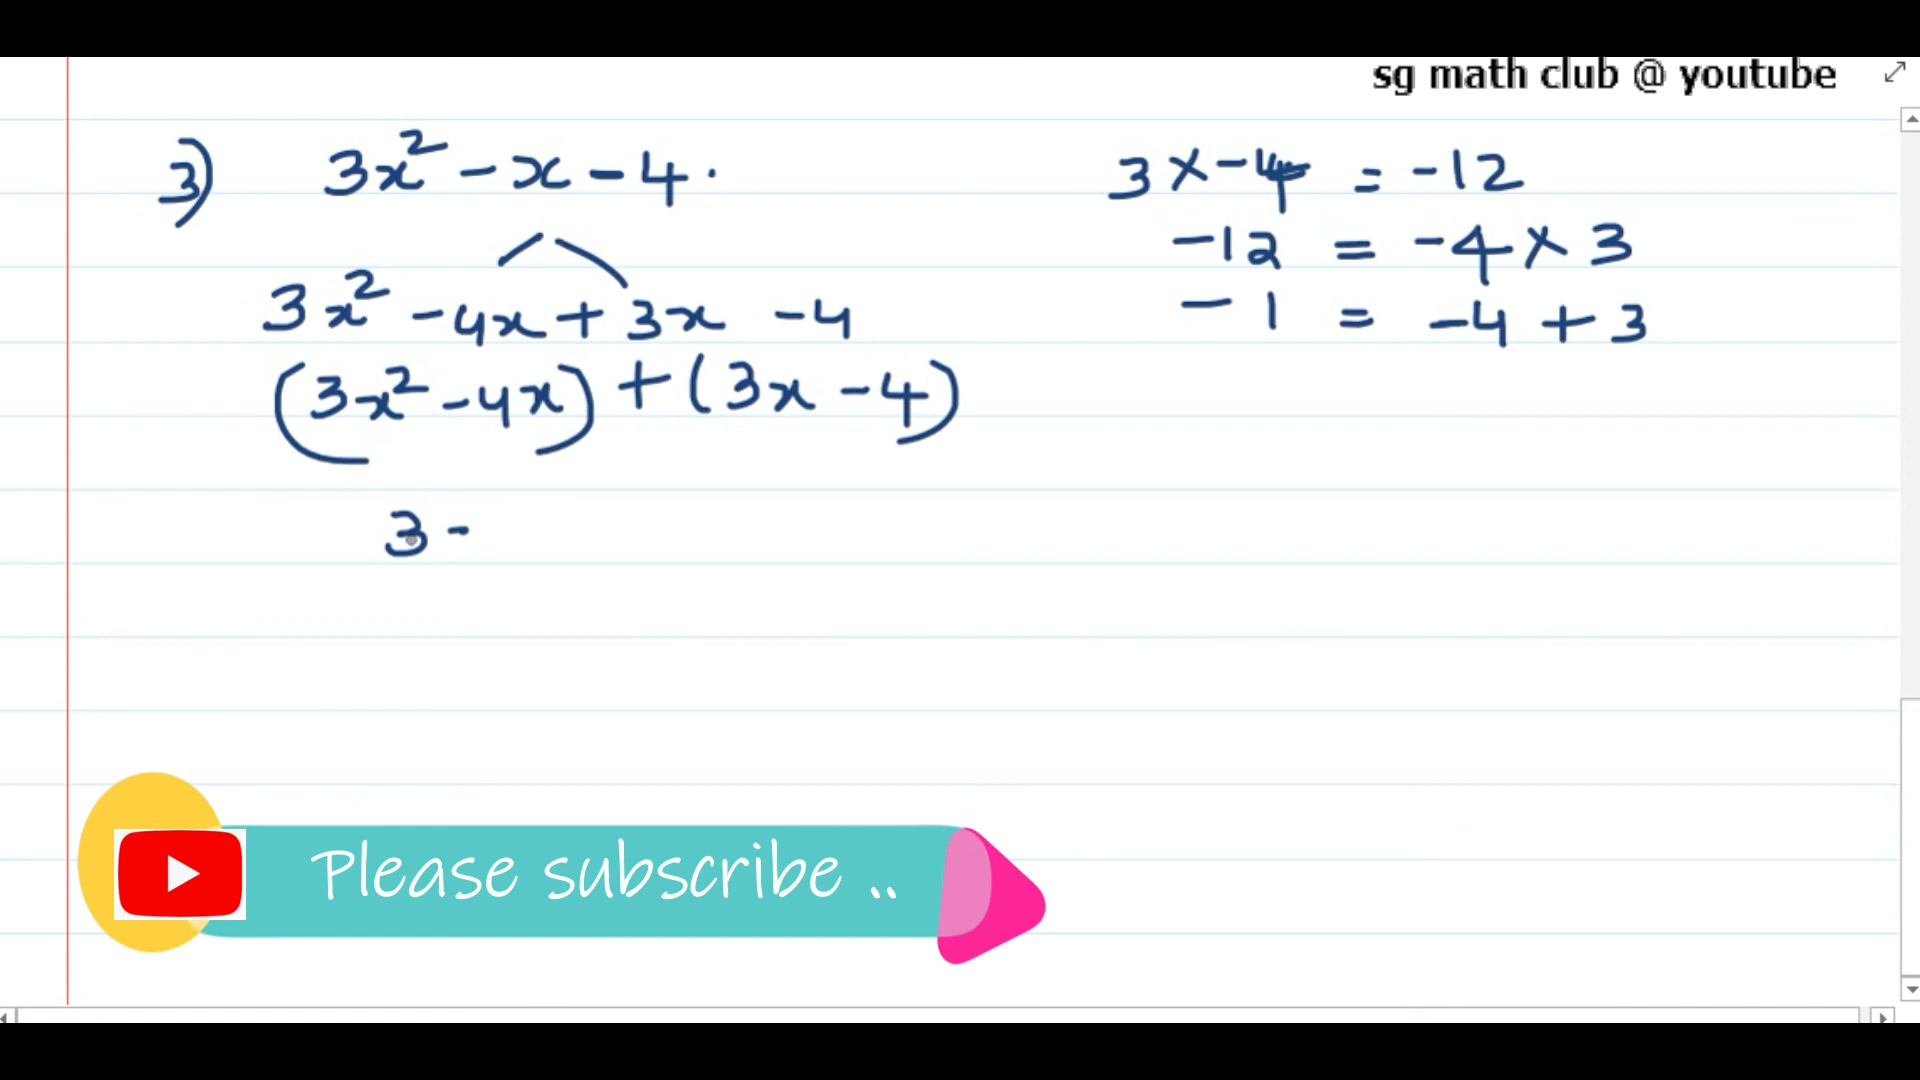 sg math club @ youtube
3) 3x² - x - 4 .
3 × -4 = -12
-12 = -4 × 3
-1 = -4 + 3
3x² - 4x + 3x - 4
(3x² - 4x) + (3x - 4)
3 -
Please subscribe ..